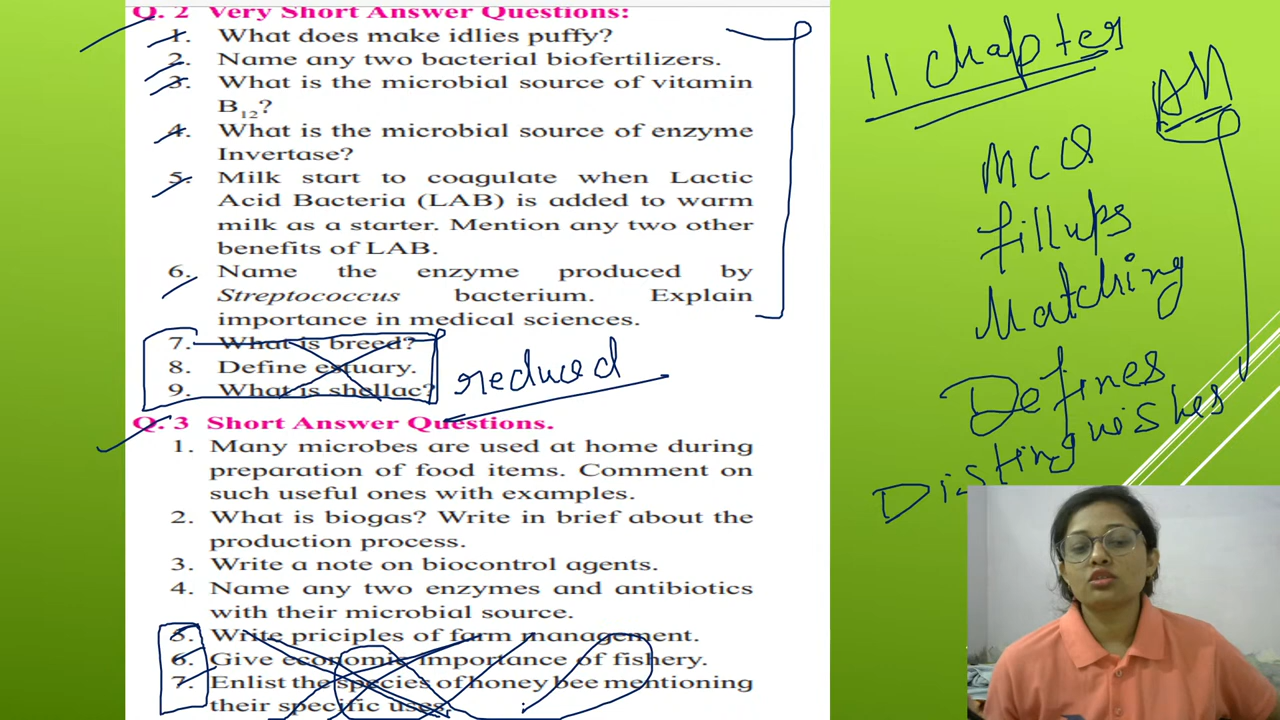 Q. 2 Very Short Answer Questions:
1. What does make idlies puffy?
2. Name any two bacterial biofertilizers.
3. What is the microbial source of vitamin
B12?
4. What is the microbial source of enzyme
Invertase?
5. Milk start to coagulate when Lactic
Acid Bacteria (LAB) is added to warm
milk as a starter. Mention any two other
benefits of LAB.
6. Name the enzyme produced by
Streptococcus bacterium. Explain
importance in medical sciences.
7. What is breed?
8. Define estuary.
9. What is shellac?
reduced
Q. 3 Short Answer Questions.
1. Many microbes are used at home during
preparation of food items. Comment on
such useful ones with examples.
2. What is biogas? Write in brief about the
production process.
3. Write a note on biocontrol agents.
4. Name any two enzymes and antibiotics
with their microbial source.
5. Write priciples of farm management.
6. Give economic importance of fishery.
7. Enlist the species of honey bee mentioning
their specific uses.
11 chapter
MCQ
fillups
Matching
Defines
Distinguishes